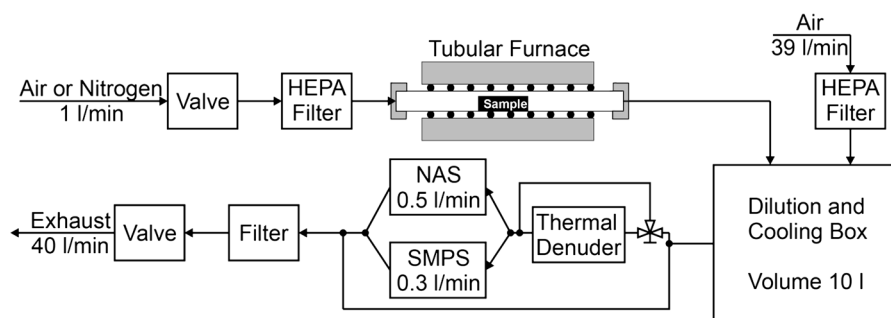 Air or Nitrogen
1 l/min
Valve
HEPA
Filter
Tubular Furnace
Sample
Air
39 l/min
HEPA
Filter
Exhaust
40 l/min
Valve
Filter
NAS
0.5 l/min
SMPS
0.3 l/min
Thermal
Denuder
Dilution and
Cooling Box
Volume 10 l